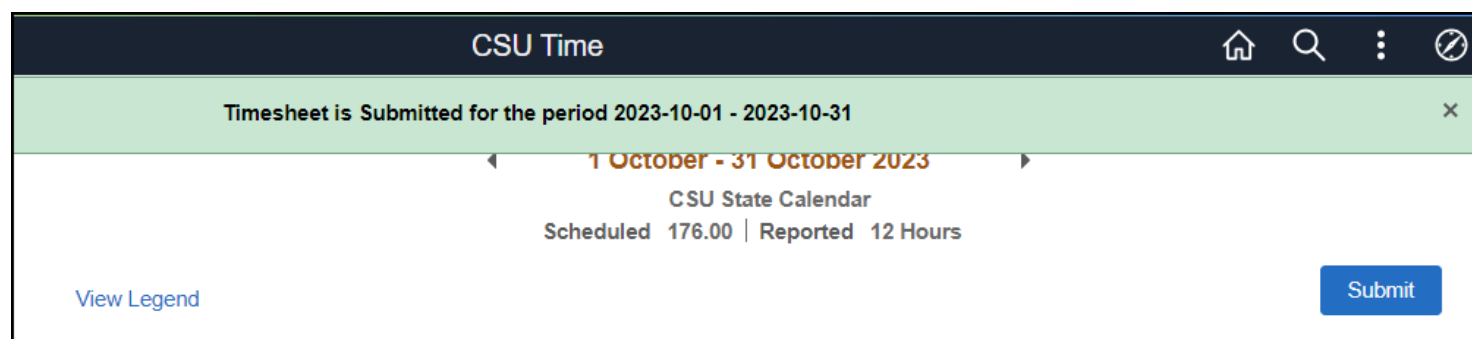 CSU Time
Timesheet is Submitted for the period 2023-10-01 - 2023-10-31 ×
1 October - 31 October 2023
CSU State Calendar
Scheduled 176.00 | Reported 12 Hours
Submit
View Legend